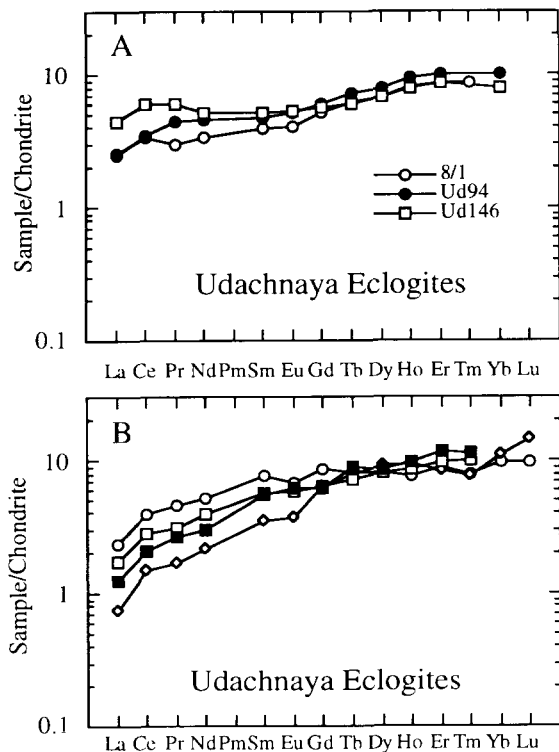 A
10
1
0.1
Sample/Chondrite
8/1
Ud94
Ud146
Udachnaya Eclogites
La Ce Pr Nd Pm Sm Eu Gd Tb Dy Ho Er Tm Yb Lu
B
10
1
0.1
Sample/Chondrite
Udachnaya Eclogites
La Ce Pr Nd Pm Sm Eu Gd Tb Dy Ho Er Tm Yb Lu